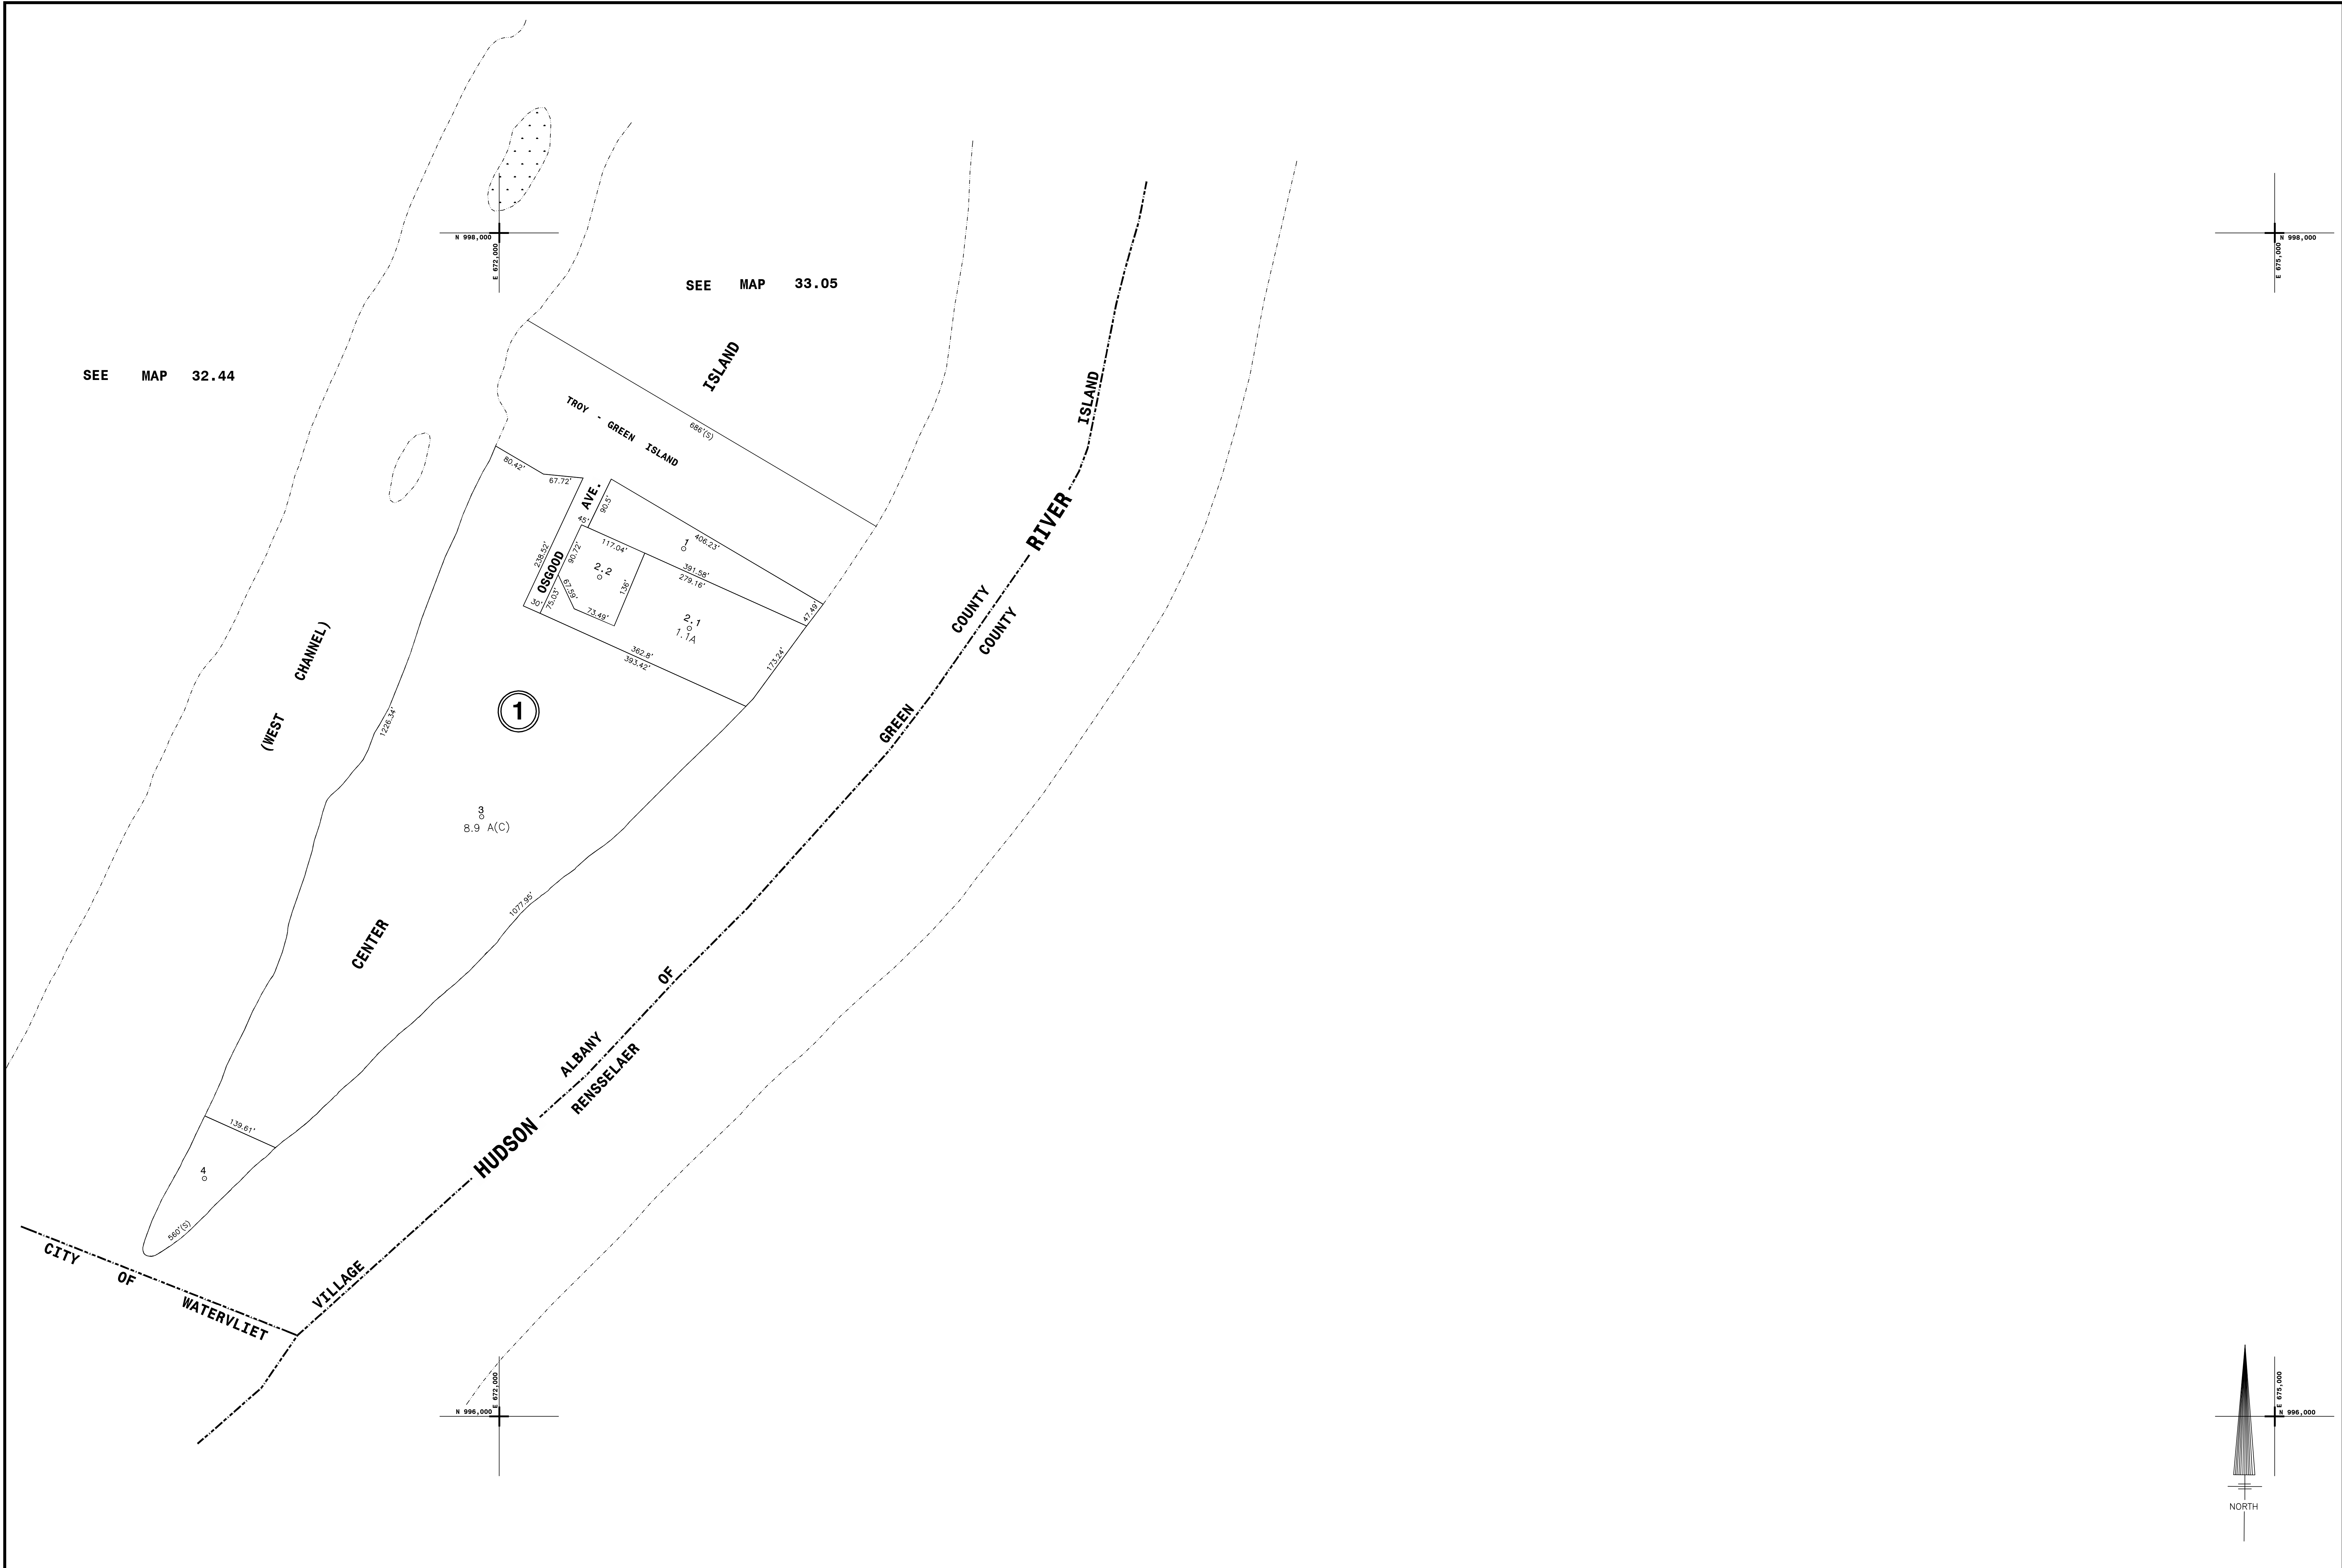 N 998,000
E 672,000
N 998,000
E 675,000
SEE MAP 33.05
SEE MAP 32.44
ISLAND
TROY - GREEN ISLAND
686'(S)
80.42'
67.72'
OSGOOD AVE.
90.5'
45'
406.23'
1
117.04'
90.72'
238.52'
2.2
391.58'
279.16'
136'
67.59'
30'
75.03'
73.49'
2.1
1.1A
47.49'
362.8'
393.42'
173.24'
(WEST CHANNEL)
1226.34'
1
3
8.9 A(C)
1077.95'
CENTER
139.61'
4
560'(S)
HUDSON RIVER
ALBANY COUNTY
RENSSELAER COUNTY
VILLAGE OF GREEN ISLAND
CITY OF WATERVLIET
E 672,000
N 996,000
E 675,000
N 996,000
NORTH